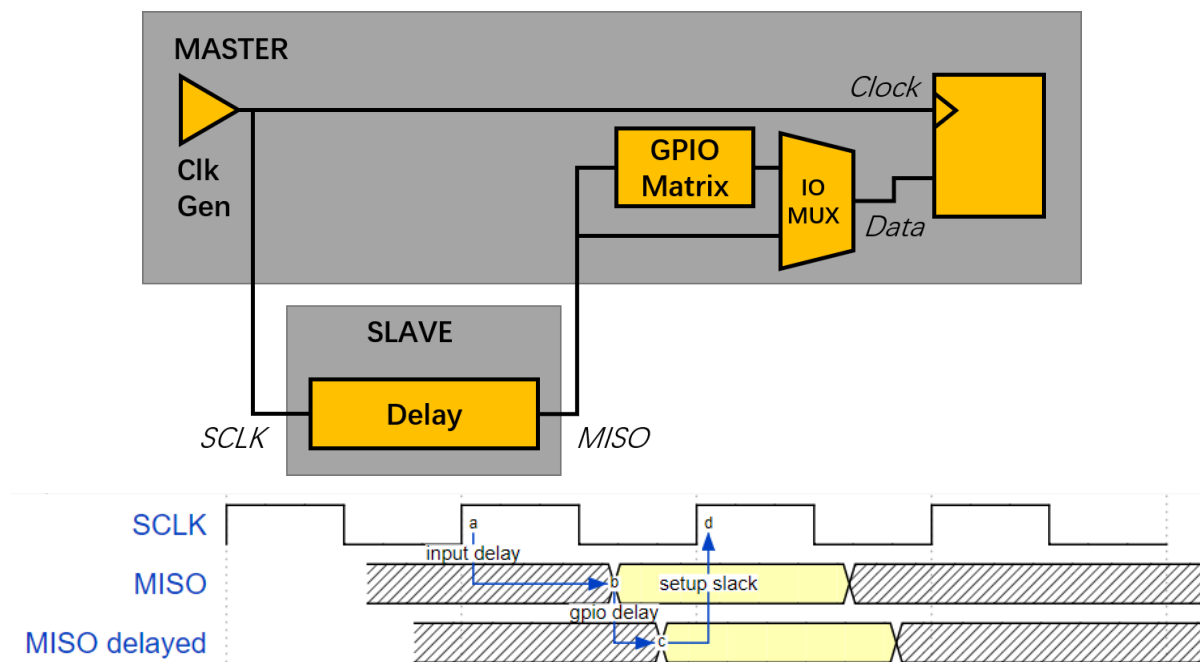 MASTER
Clk
Gen
Clock
GPIO
Matrix
IO
MUX
Data
SLAVE
Delay
SCLK
MISO
SCLK
a
d
input delay
MISO
b
setup slack
gpio delay
MISO delayed
c